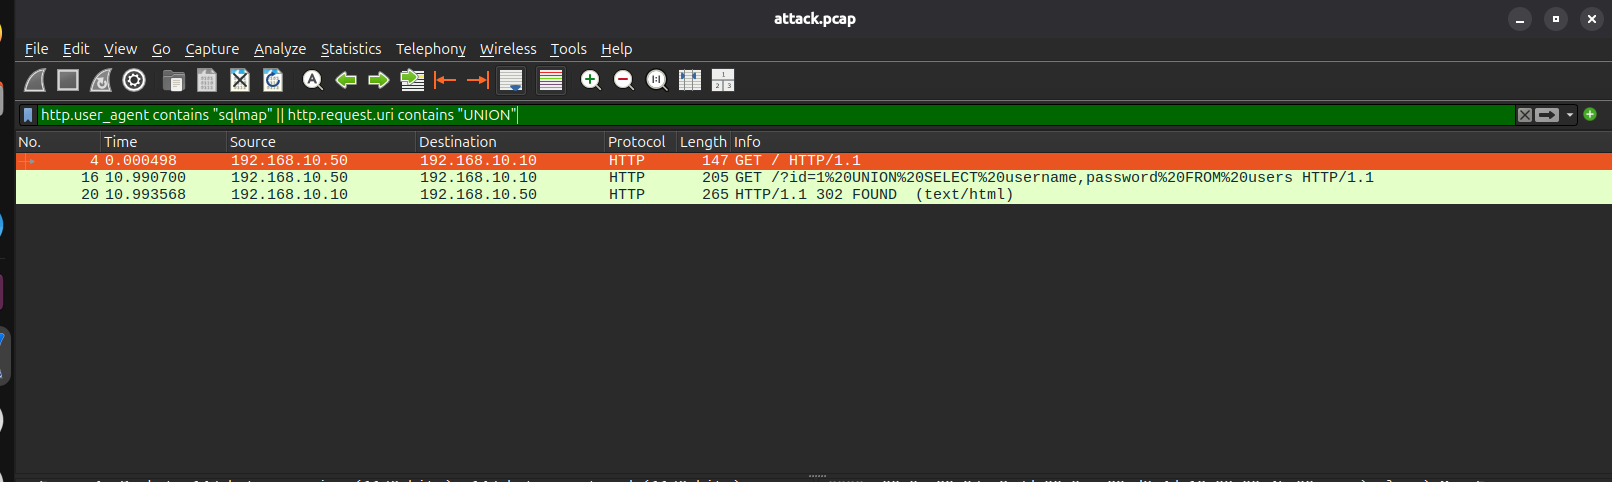 attack.pcap
File Edit View Go Capture Analyze Statistics Telephony Wireless Tools Help
http.user_agent contains "sqlmap" || http.request.uri contains "UNION"
No. Time Source Destination Protocol Length Info
4 0.000498 192.168.10.50 192.168.10.10 HTTP 147 GET / HTTP/1.1
16 10.990700 192.168.10.50 192.168.10.10 HTTP 205 GET /?id=1%20UNION%20SELECT%20username,password%20FROM%20users HTTP/1.1
20 10.993568 192.168.10.10 192.168.10.50 HTTP 265 HTTP/1.1 302 FOUND (text/html)